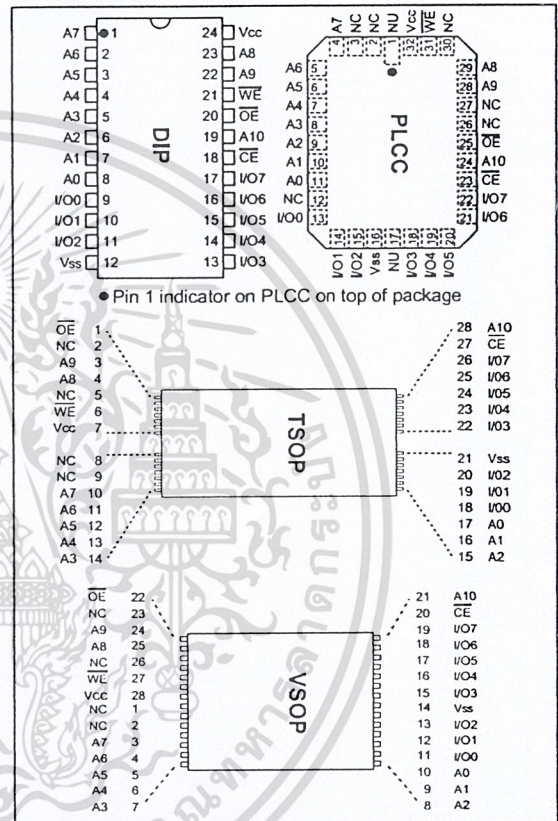 A7 1 24 Vcc
A6 2 23 A8
A5 3 22 A9
A4 4 21 WE
A3 5 20 OE
A2 6 19 A10
A1 7 18 CE
A0 8 17 I/O7
I/O0 9 16 I/O6
I/O1 10 15 I/O5
I/O2 11 14 I/O4
Vss 12 13 I/O3
DIP
A7 NC NC NU Vcc WE NC
4 3 2 1 32 31 30
A6 5 29 A8
A5 6 28 A9
A4 7 27 NC
A3 8 26 NC
A2 9 25 OE
A1 10 24 A10
A0 11 23 CE
NC 12 22 I/O7
I/O0 13 21 I/O6
14 15 16 17 18 19 20
I/O1 I/O2 Vss NU I/O3 I/O4 I/O5
PLCC
● Pin 1 indicator on PLCC on top of package
OE 1 28 A10
NC 2 27 CE
A9 3 26 I/07
A8 4 25 I/06
NC 5 24 I/05
WE 6 23 I/04
Vcc 7 22 I/03
NC 8 21 Vss
NC 9 20 I/02
A7 10 19 I/01
A6 11 18 I/00
A5 12 17 A0
A4 13 16 A1
A3 14 15 A2
TSOP
OE 22 21 A10
NC 23 20 CE
A9 24 19 I/O7
A8 25 18 I/O6
NC 26 17 I/O5
WE 27 16 I/O4
Vcc 28 15 I/O3
NC 1 14 Vss
NC 2 13 I/O2
A7 3 12 I/O1
A6 4 11 I/O0
A5 5 10 A0
A4 6 9 A1
A3 7 8 A2
VSOP